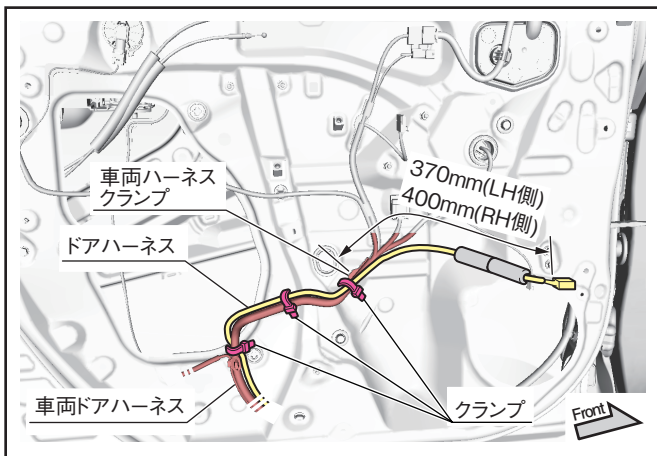 370mm(LH側)
400mm(RH側)
車両ハーネス
クランプ
ドアハーネス
車両ドアハーネス
クランプ
Front